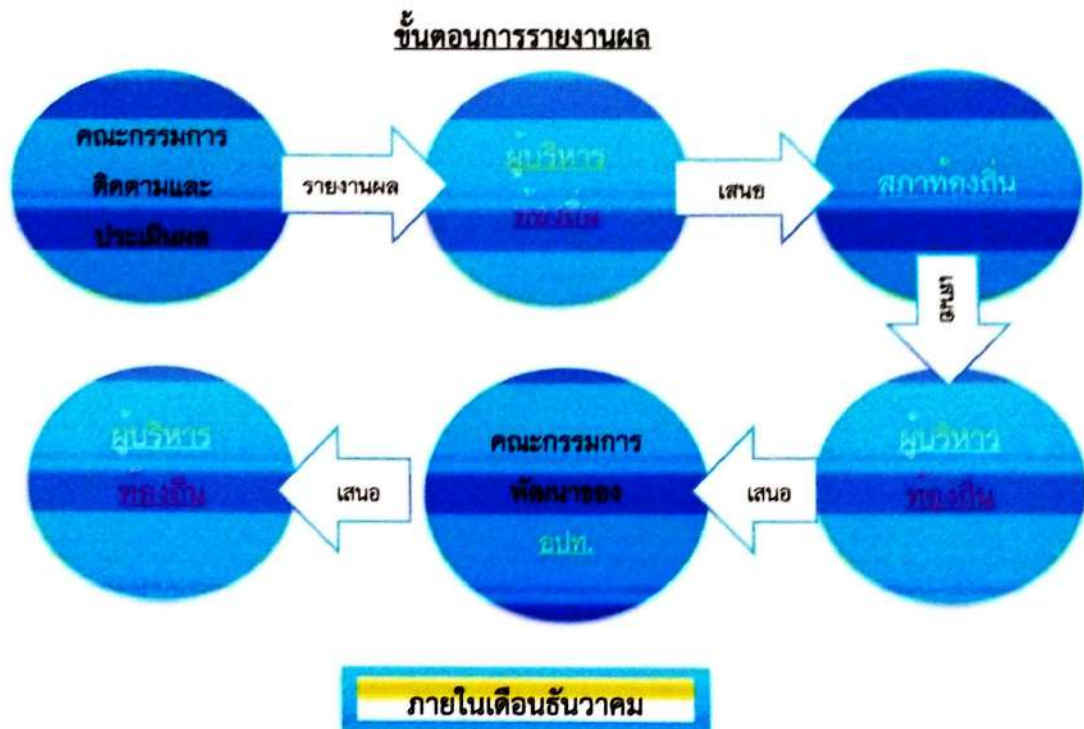 ขั้นตอนการรายงานผล
คณะกรรมการ
ติดตามและ
ประเมินผล
รายงานผล
ผู้บริหาร
ท้องถิ่น
เสนอ
สภาท้องถิ่น
เสนอ
ผู้บริหาร
ท้องถิ่น
เสนอ
คณะกรรมการ
พัฒนาของ
อปท.
เสนอ
ผู้บริหาร
ท้องถิ่น
ภายในเดือนธันวาคม